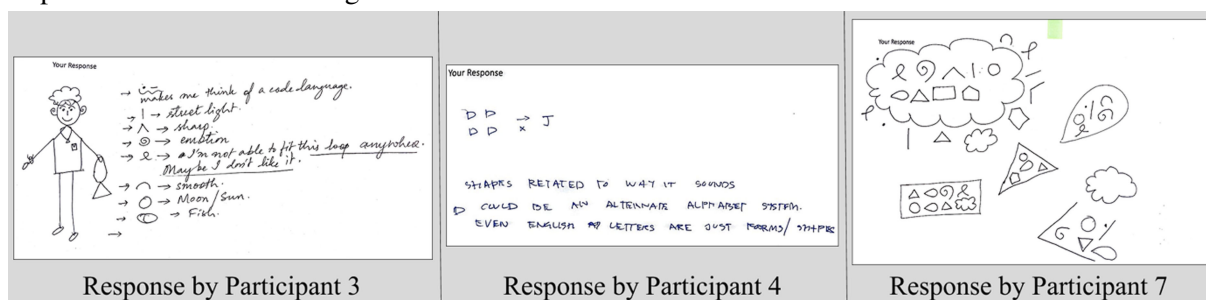 Your Response
→ makes me think of a code language.
→ | → street light.
→ ∧ → sharp.
→ → emotion
→ → I'm not able to fit this loop anywhere.
Maybe I don't like it.
→ → smooth.
→ ○ → Moon/Sun.
→ → Fish.
→
Response by Participant 3
Your Response
D D → J
D D x
SHAPES RETATED TO WAY IT SOUNDS
D COULD BE AN ALTERNATE ALPHABET SYSTEM.
EVEN ENGLISH LETTERS ARE JUST FORMS/ SHAPES
Response by Participant 4
Your Response
Response by Participant 7